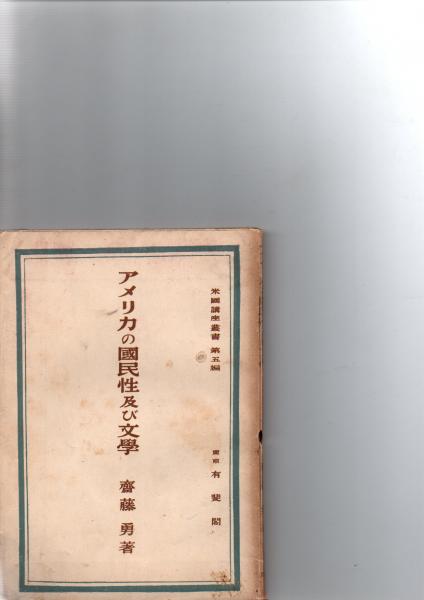 米國講座叢書 第五編
アメリカの國民性及び文學
齋藤勇著
東京 有斐閣